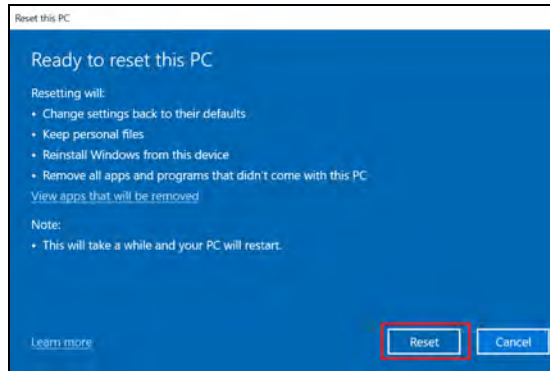 Reset this PC
Ready to reset this PC
Resetting will:
• Change settings back to their defaults
• Keep personal files
• Reinstall Windows from this device
• Remove all apps and programs that didn't come with this PC
View apps that will be removed
Note:
• This will take a while and your PC will restart.
Learn more
Reset
Cancel